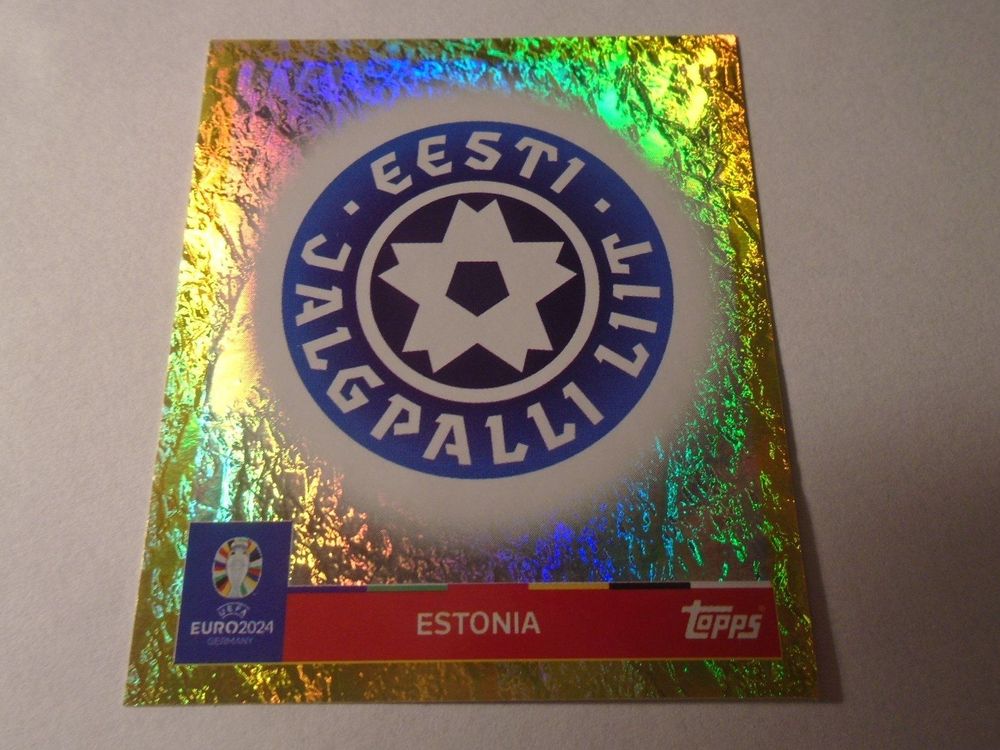 · EESTI ·
JALGPALLI LIIT
UEFA
EURO2024
GERMANY
ESTONIA
topps